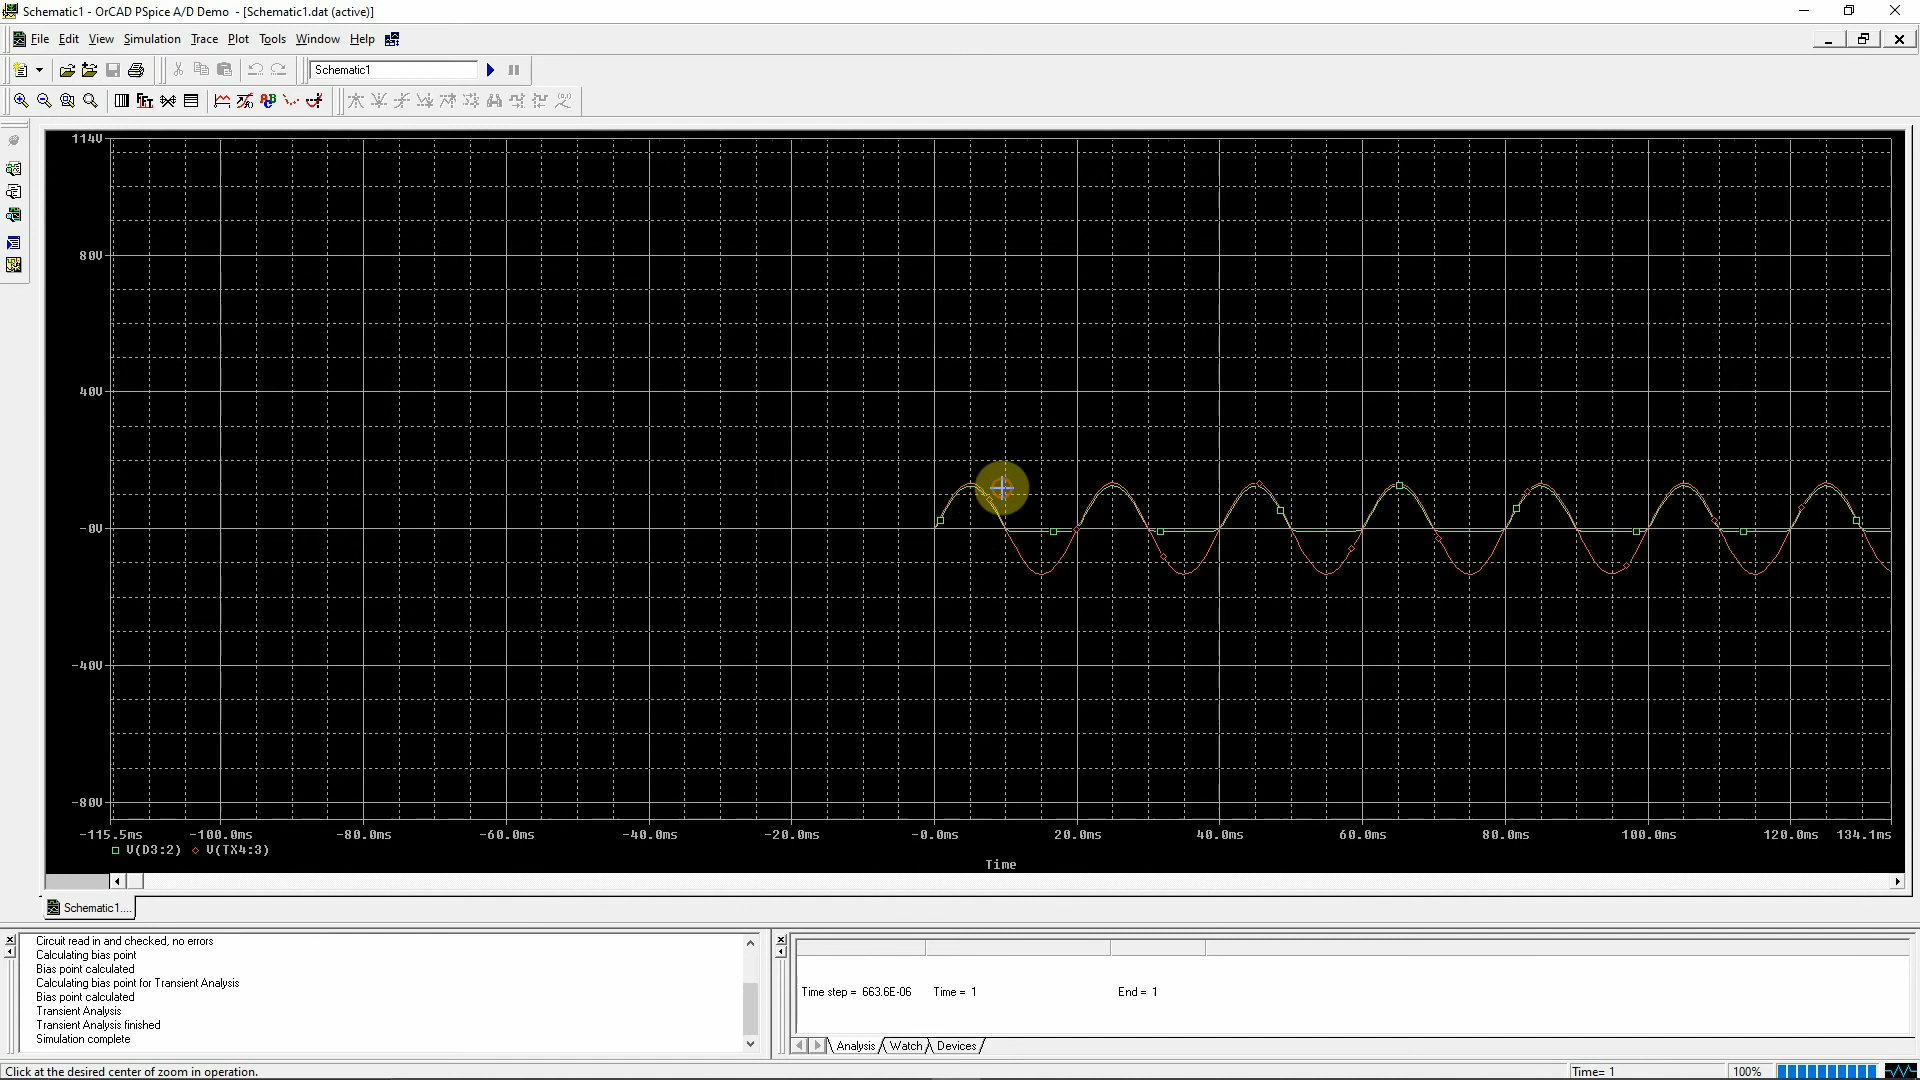 Schematic1 - OrCAD PSpice A/D Demo - [Schematic1.dat (active)]
File Edit View Simulation Trace Plot Tools Window Help
Schematic1
FFT
114V
80V
40V
-0V
-40V
-80V
-115.5ms -100.0ms -80.0ms -60.0ms -40.0ms -20.0ms -0.0ms 20.0ms 40.0ms 60.0ms 80.0ms 100.0ms 120.0ms 134.1ms
V(D3:2) V(TX4:3)
Time
Schematic1....
Circuit read in and checked, no errors
Calculating bias point
Bias point calculated
Calculating bias point for Transient Analysis
Bias point calculated
Transient Analysis
Transient Analysis finished
Simulation complete
Time step = 663.6E-06 Time = 1 End = 1
Analysis Watch Devices
Click at the desired center of zoom in operation.
Time= 1 100%